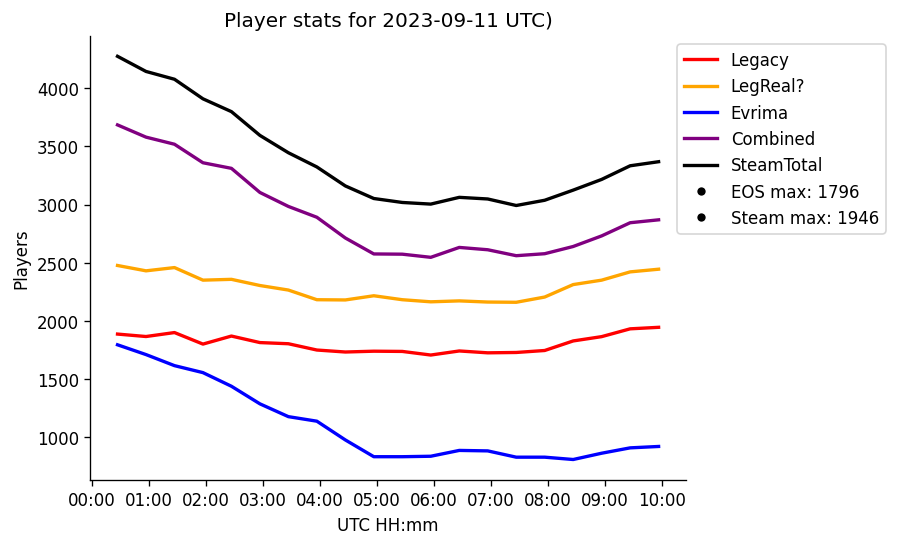 Player stats for 2023-09-11 UTC)
Players
4000
3500
3000
2500
2000
1500
1000
00:00 01:00 02:00 03:00 04:00 05:00 06:00 07:00 08:00 09:00 10:00
UTC HH:mm
Legacy
LegReal?
Evrima
Combined
SteamTotal
EOS max: 1796
Steam max: 1946